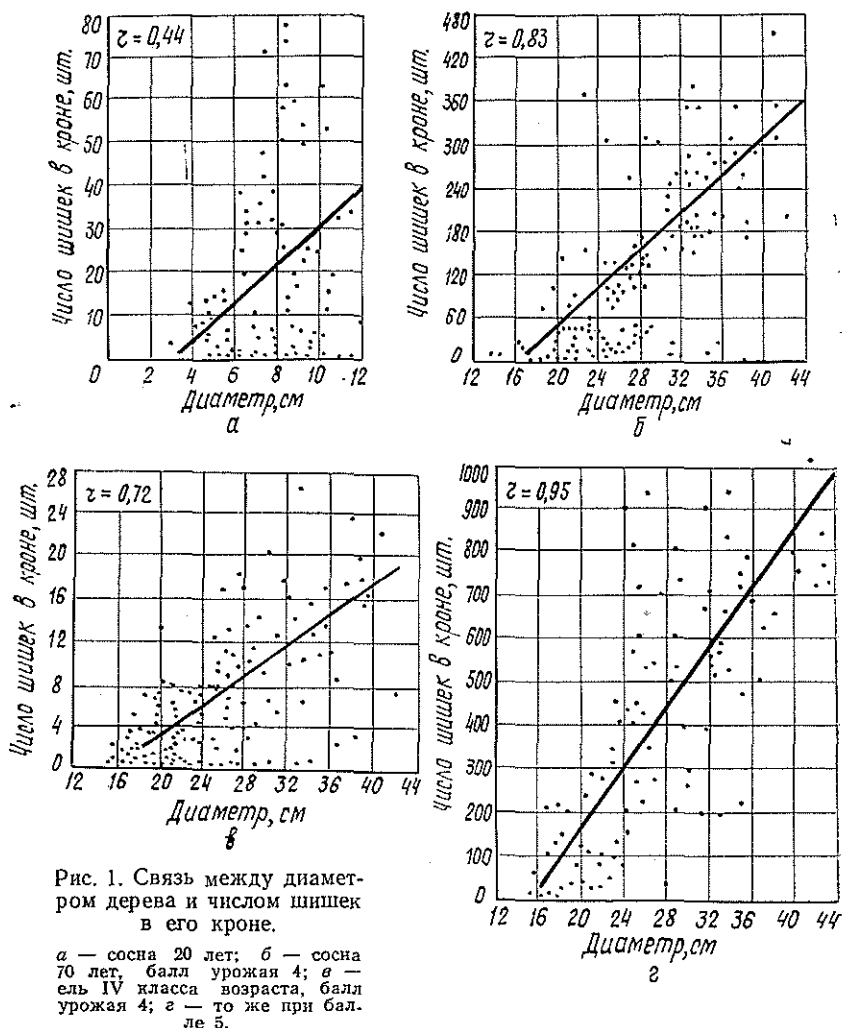 Число шишек в кроне, шт.
80
70
60
50
40
30
20
10
0
r = 0,44
2 4 6 8 10 12
Диаметр, см
а
Число шишек в кроне, шт.
480
420
360
300
240
180
120
60
0
r = 0,83
12 16 20 24 28 32 36 40 44
Диаметр, см
б
Число шишек в кроне, шт.
28
24
20
16
12
8
4
0
r = 0,72
12 16 20 24 28 32 36 40 44
Диаметр, см
в
Число шишек в кроне, шт.
1000
900
800
700
600
500
400
300
200
100
0
r = 0,95
12 16 20 24 28 32 36 40 44
Диаметр, см
г
Рис. 1. Связь между диамет-
ром дерева и числом шишек
в его кроне.
а — сосна 20 лет; б — сосна
70 лет, балл урожая 4; в —
ель IV класса возраста, балл
урожая 4; г — то же при бал-
ле 5.